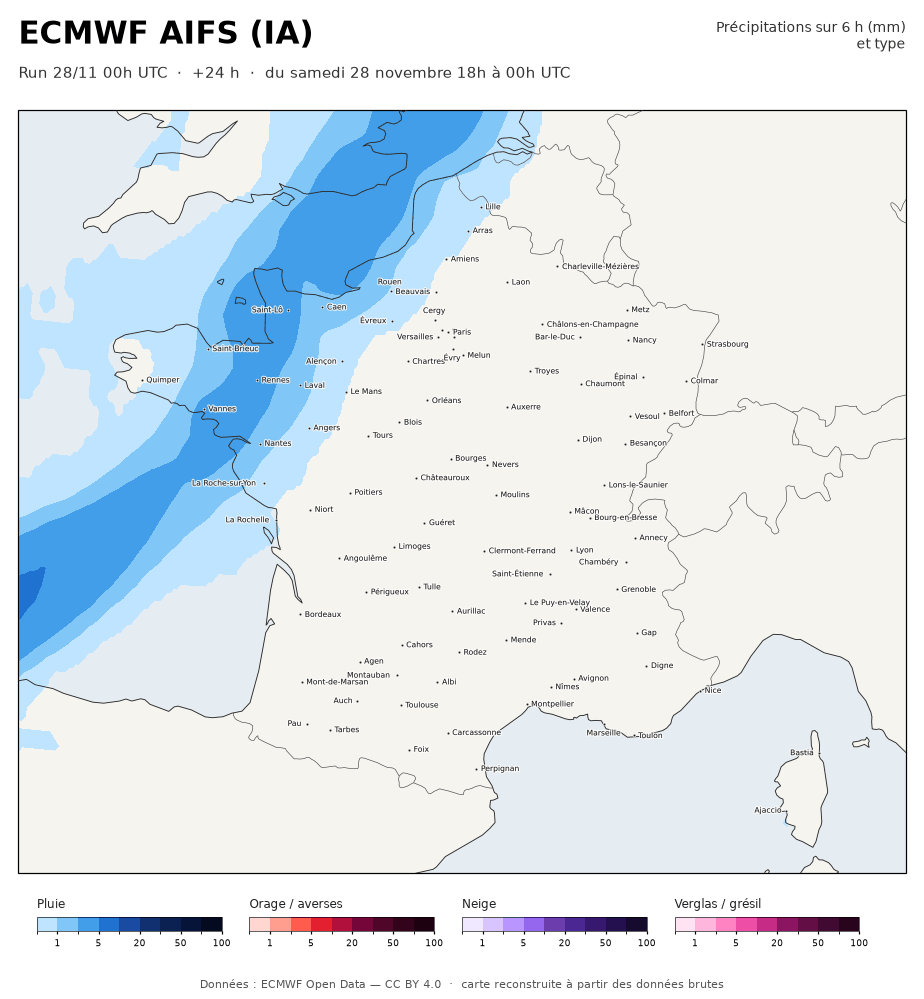 ECMWF AIFS (IA)
Précipitations sur 6 h (mm)
et type
Run 28/11 00h UTC · +24 h · du samedi 28 novembre 18h à 00h UTC
Lille
Arras
Amiens
Charleville-Mézières
Rouen
Laon
Beauvais
Saint-Lô
Caen
Cergy
Metz
Évreux
Châlons-en-Champagne
Versailles
Paris
Bar-le-Duc
Nancy
Strasbourg
Saint-Brieuc
Alençon
Chartres
Évry
Melun
Troyes
Épinal
Quimper
Rennes
Laval
Chaumont
Colmar
Le Mans
Orléans
Auxerre
Vannes
Vesoul
Belfort
Angers
Blois
Tours
Dijon
Nantes
Besançon
Bourges
Nevers
La Roche-sur-Yon
Châteauroux
Lons-le-Saunier
Poitiers
Moulins
Niort
Mâcon
La Rochelle
Guéret
Bourg-en-Bresse
Annecy
Limoges
Angoulême
Clermont-Ferrand
Lyon
Chambéry
Saint-Étienne
Périgueux
Tulle
Grenoble
Le Puy-en-Velay
Bordeaux
Aurillac
Valence
Privas
Gap
Cahors
Mende
Rodez
Agen
Digne
Montauban
Mont-de-Marsan
Albi
Avignon
Nîmes
Nice
Auch
Toulouse
Montpellier
Pau
Tarbes
Carcassonne
Marseille
Toulon
Foix
Bastia
Perpignan
Ajaccio
Pluie
1 5 20 50 100
Orage / averses
1 5 20 50 100
Neige
1 5 20 50 100
Verglas / grésil
1 5 10 50 100
Données : ECMWF Open Data — CC BY 4.0 · carte reconstruite à partir des données brutes